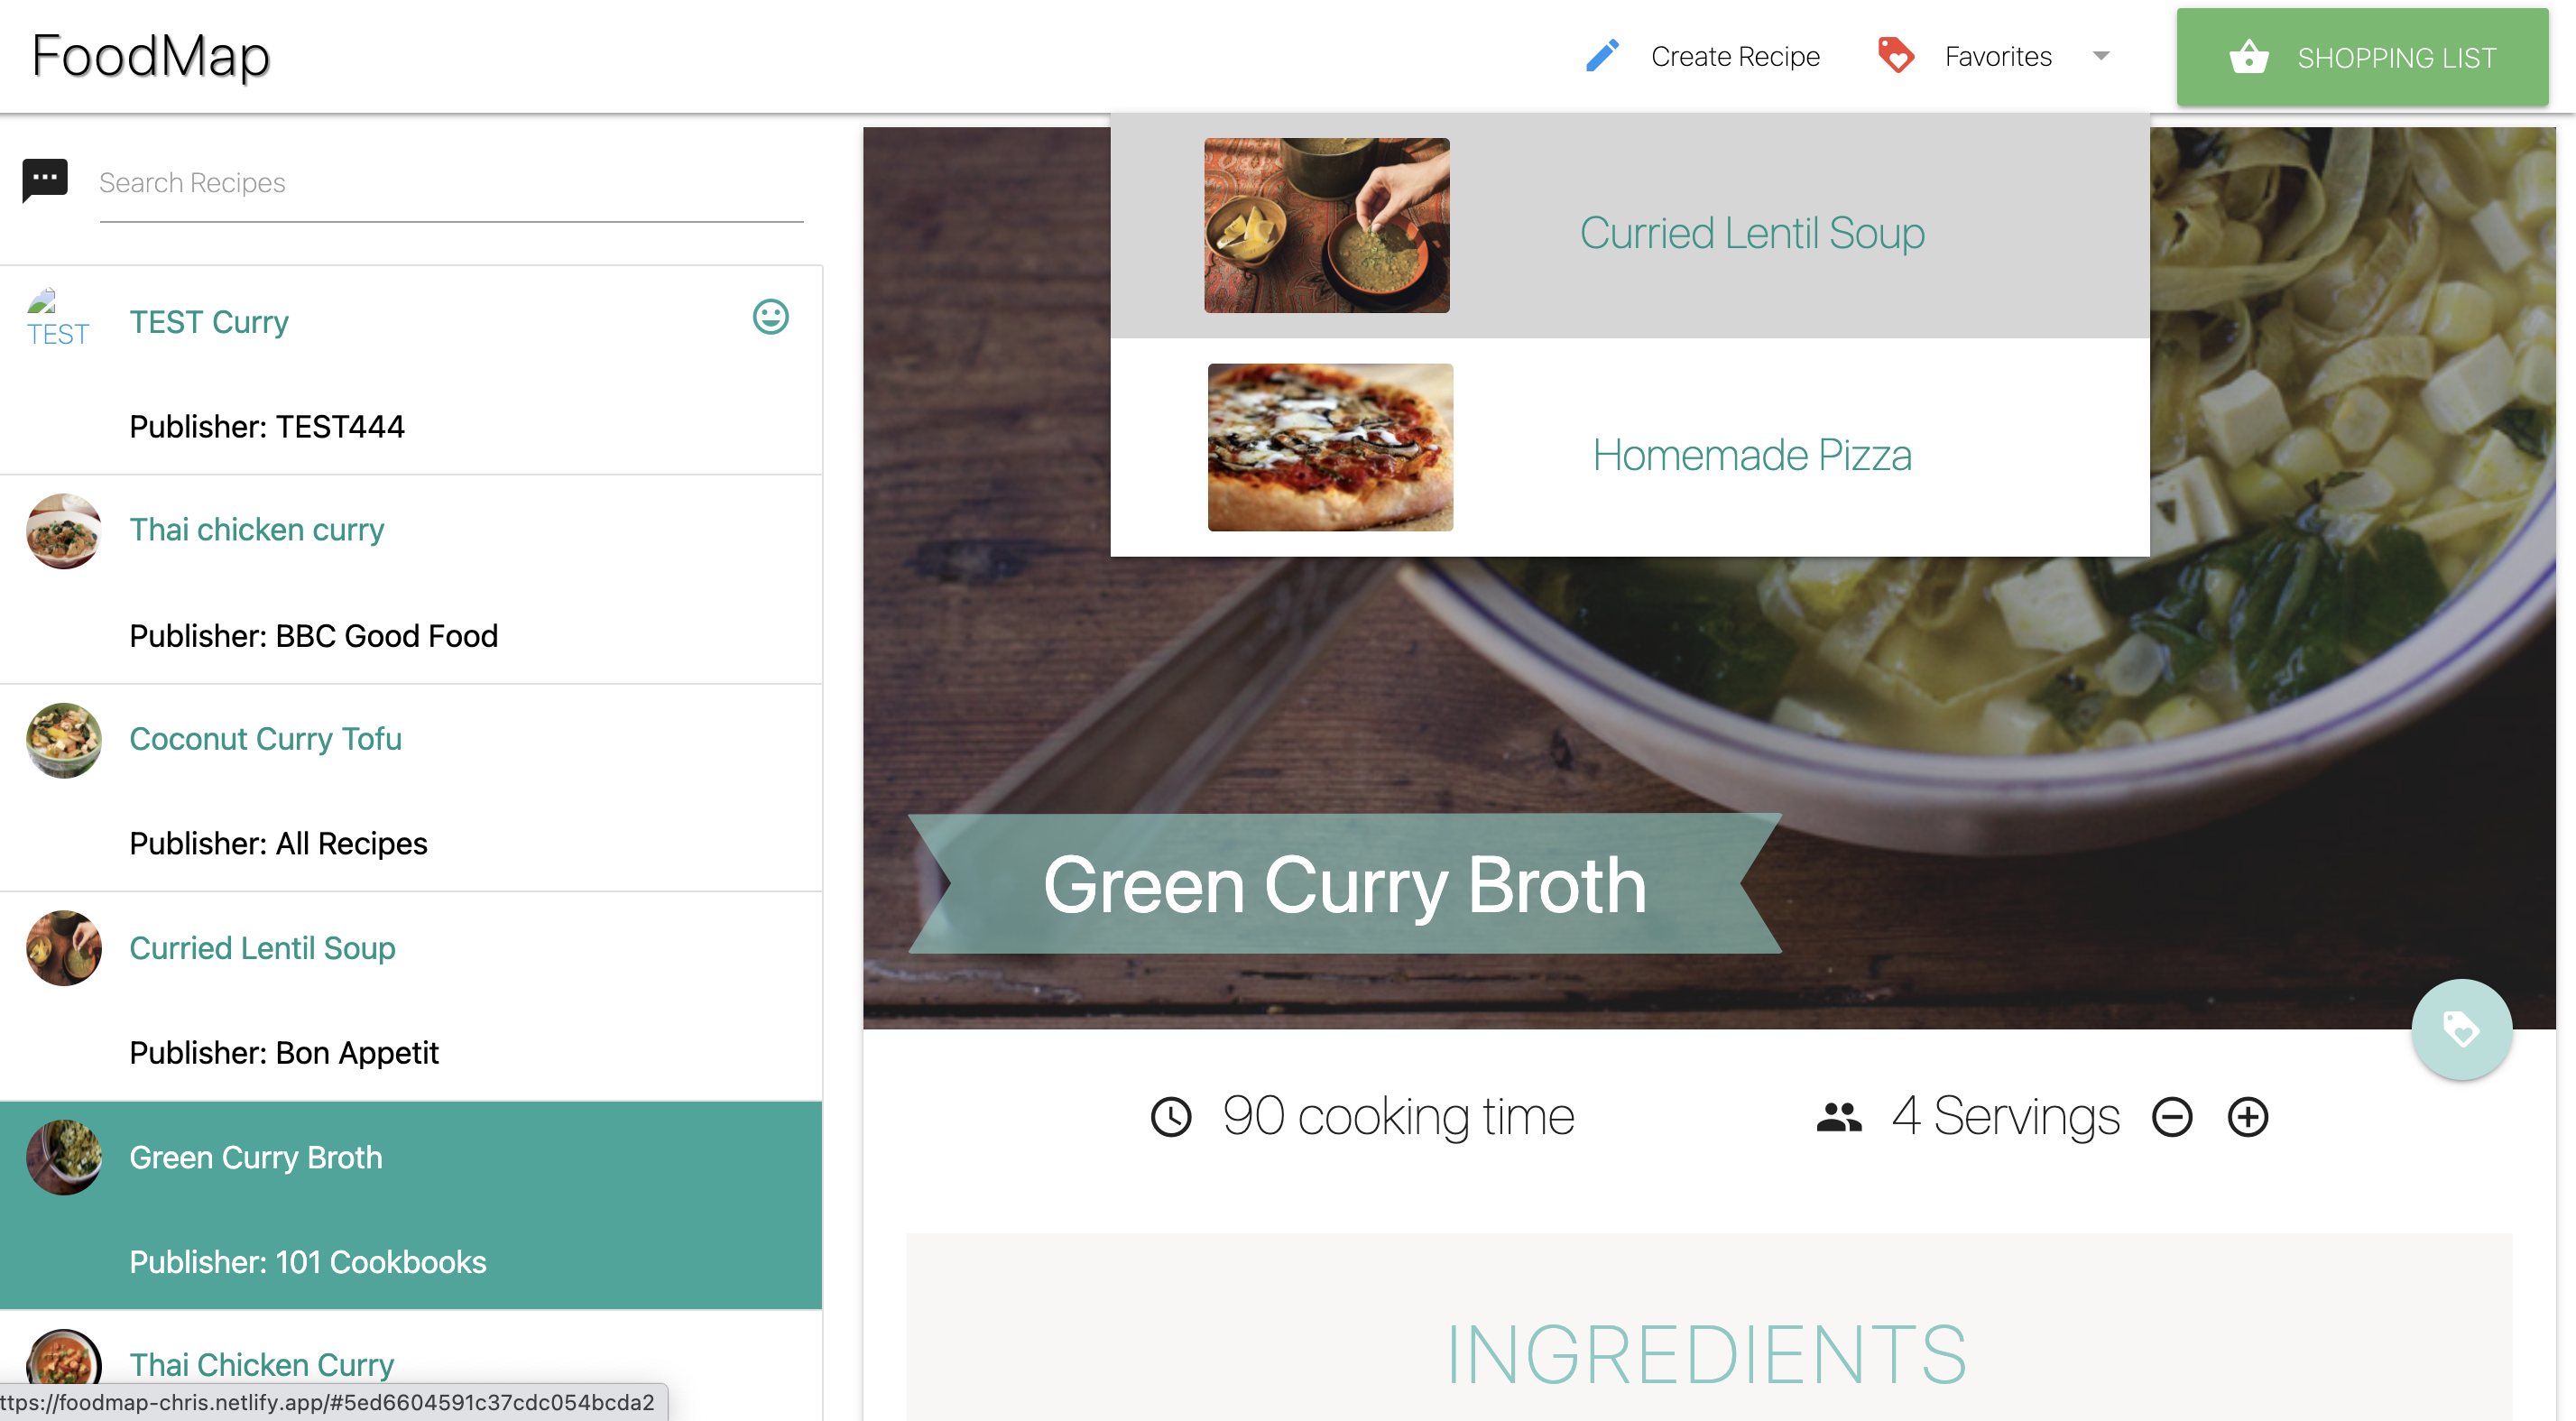 FoodMap
Create Recipe
Favorites
SHOPPING LIST
Search Recipes
TEST
TEST Curry
Publisher: TEST444
Thai chicken curry
Publisher: BBC Good Food
Coconut Curry Tofu
Publisher: All Recipes
Curried Lentil Soup
Publisher: Bon Appetit
Green Curry Broth
Publisher: 101 Cookbooks
Thai Chicken Curry
ttps://foodmap-chris.netlify.app/#5ed6604591c37cdc054bcda2
Curried Lentil Soup
Homemade Pizza
Green Curry Broth
90 cooking time
4 Servings
INGREDIENTS